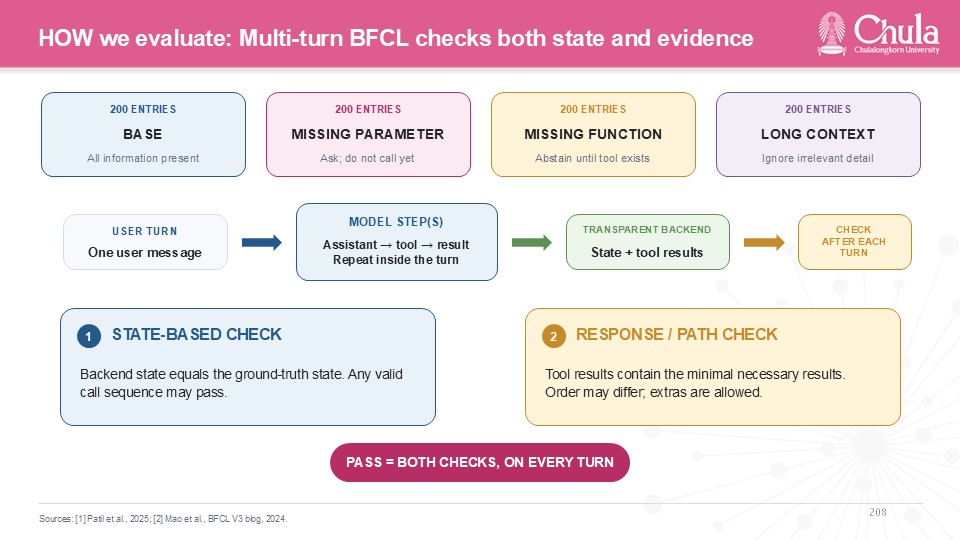 HOW we evaluate: Multi-turn BFCL checks both state and evidence
Chula
Chulalongkorn University
200 ENTRIES
BASE
All information present
200 ENTRIES
MISSING PARAMETER
Ask; do not call yet
200 ENTRIES
MISSING FUNCTION
Abstain until tool exists
200 ENTRIES
LONG CONTEXT
Ignore irrelevant detail
USER TURN
One user message
MODEL STEP(S)
Assistant → tool → result
Repeat inside the turn
TRANSPARENT BACKEND
State + tool results
CHECK
AFTER EACH
TURN
1 STATE-BASED CHECK
Backend state equals the ground-truth state. Any valid
call sequence may pass.
2 RESPONSE / PATH CHECK
Tool results contain the minimal necessary results.
Order may differ; extras are allowed.
PASS = BOTH CHECKS, ON EVERY TURN
Sources: [1] Patil et al., 2025; [2] Mao et al., BFCL V3 blog, 2024.
208